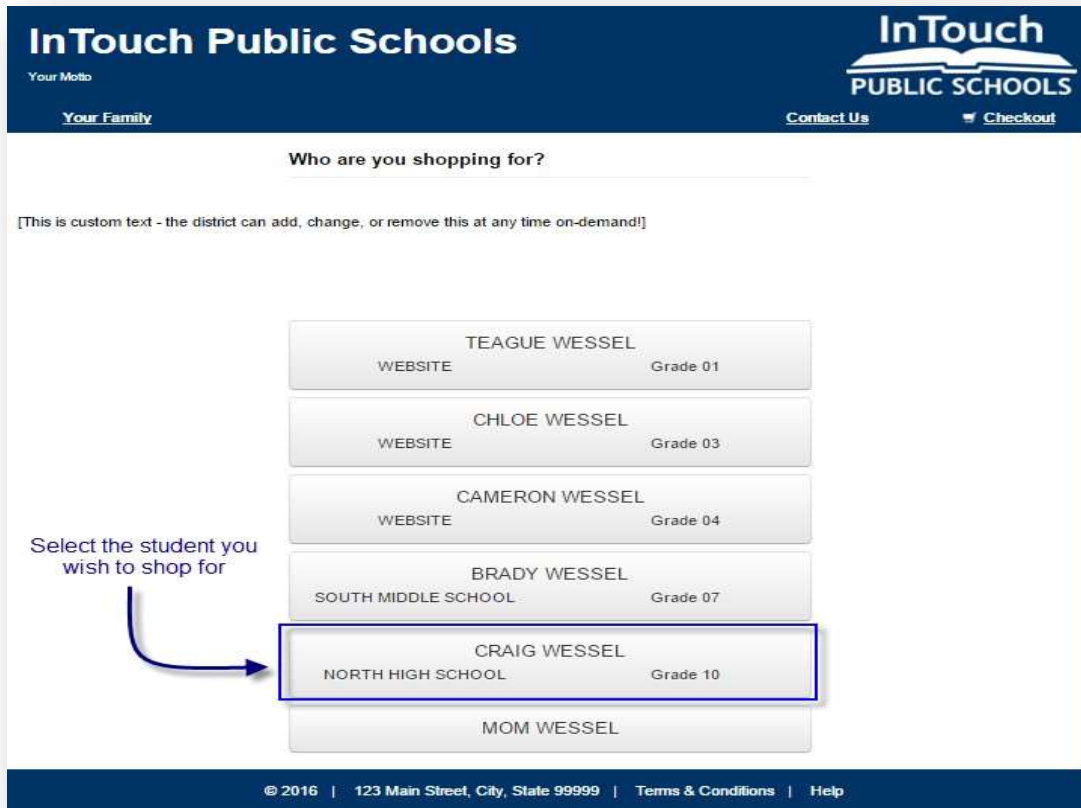 InTouch Public Schools
Your Motto
InTouch
PUBLIC SCHOOLS
Your Family
Contact Us
Checkout
Who are you shopping for?
[This is custom text - the district can add, change, or remove this at any time on-demand!]
TEAGUE WESSEL
WEBSITE Grade 01
CHLOE WESSEL
WEBSITE Grade 03
CAMERON WESSEL
WEBSITE Grade 04
Select the student you
wish to shop for
BRADY WESSEL
SOUTH MIDDLE SCHOOL Grade 07
CRAIG WESSEL
NORTH HIGH SCHOOL Grade 10
MOM WESSEL
© 2016 | 123 Main Street, City, State 99999 | Terms & Conditions | Help